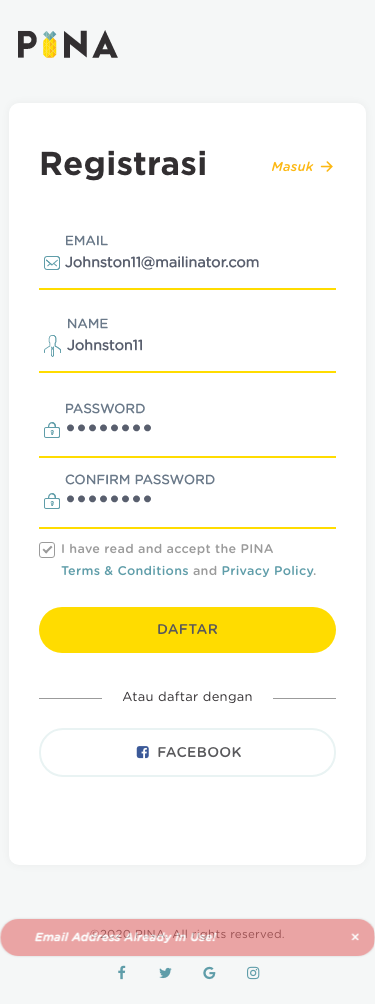 PINA
Registrasi
Masuk →
EMAIL
Johnston11@mailinator.com
NAME
Johnston11
PASSWORD
••••••••
CONFIRM PASSWORD
••••••••
I have read and accept the PINA
Terms & Conditions and Privacy Policy.
DAFTAR
Atau daftar dengan
FACEBOOK
©2020 PINA. All rights reserved.
Email Address Already in Use! ×